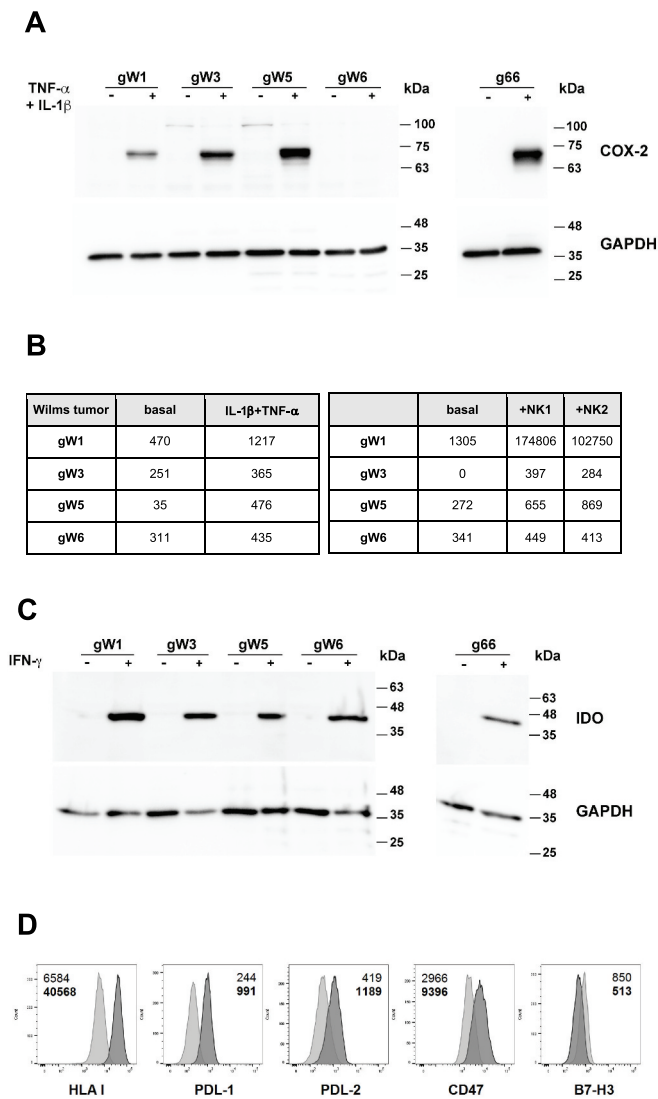 A
TNF-α
+ IL-1β
gW1 gW3 gW5 gW6 kDa g66 kDa
- + - + - + - + - +
100 100
75 75 COX-2
63 63
48 48
35 35 GAPDH
25 25
B
Wilms tumor basal IL-1β+TNF-α basal +NK1 +NK2
gW1 470 1217 gW1 1305 174806 102750
gW3 251 365 gW3 0 397 284
gW5 35 476 gW5 272 655 869
gW6 311 435 gW6 341 449 413
C
gW1 gW3 gW5 gW6 kDa g66 kDa
IFN-γ - + - + - + - + - +
63 63
48 48 IDO
35 35
48 48
35 35 GAPDH
25 25
D
6584 244 419 2966 850
40568 991 1189 9396 513
Count Count Count Count Count
HLA I PDL-1 PDL-2 CD47 B7-H3